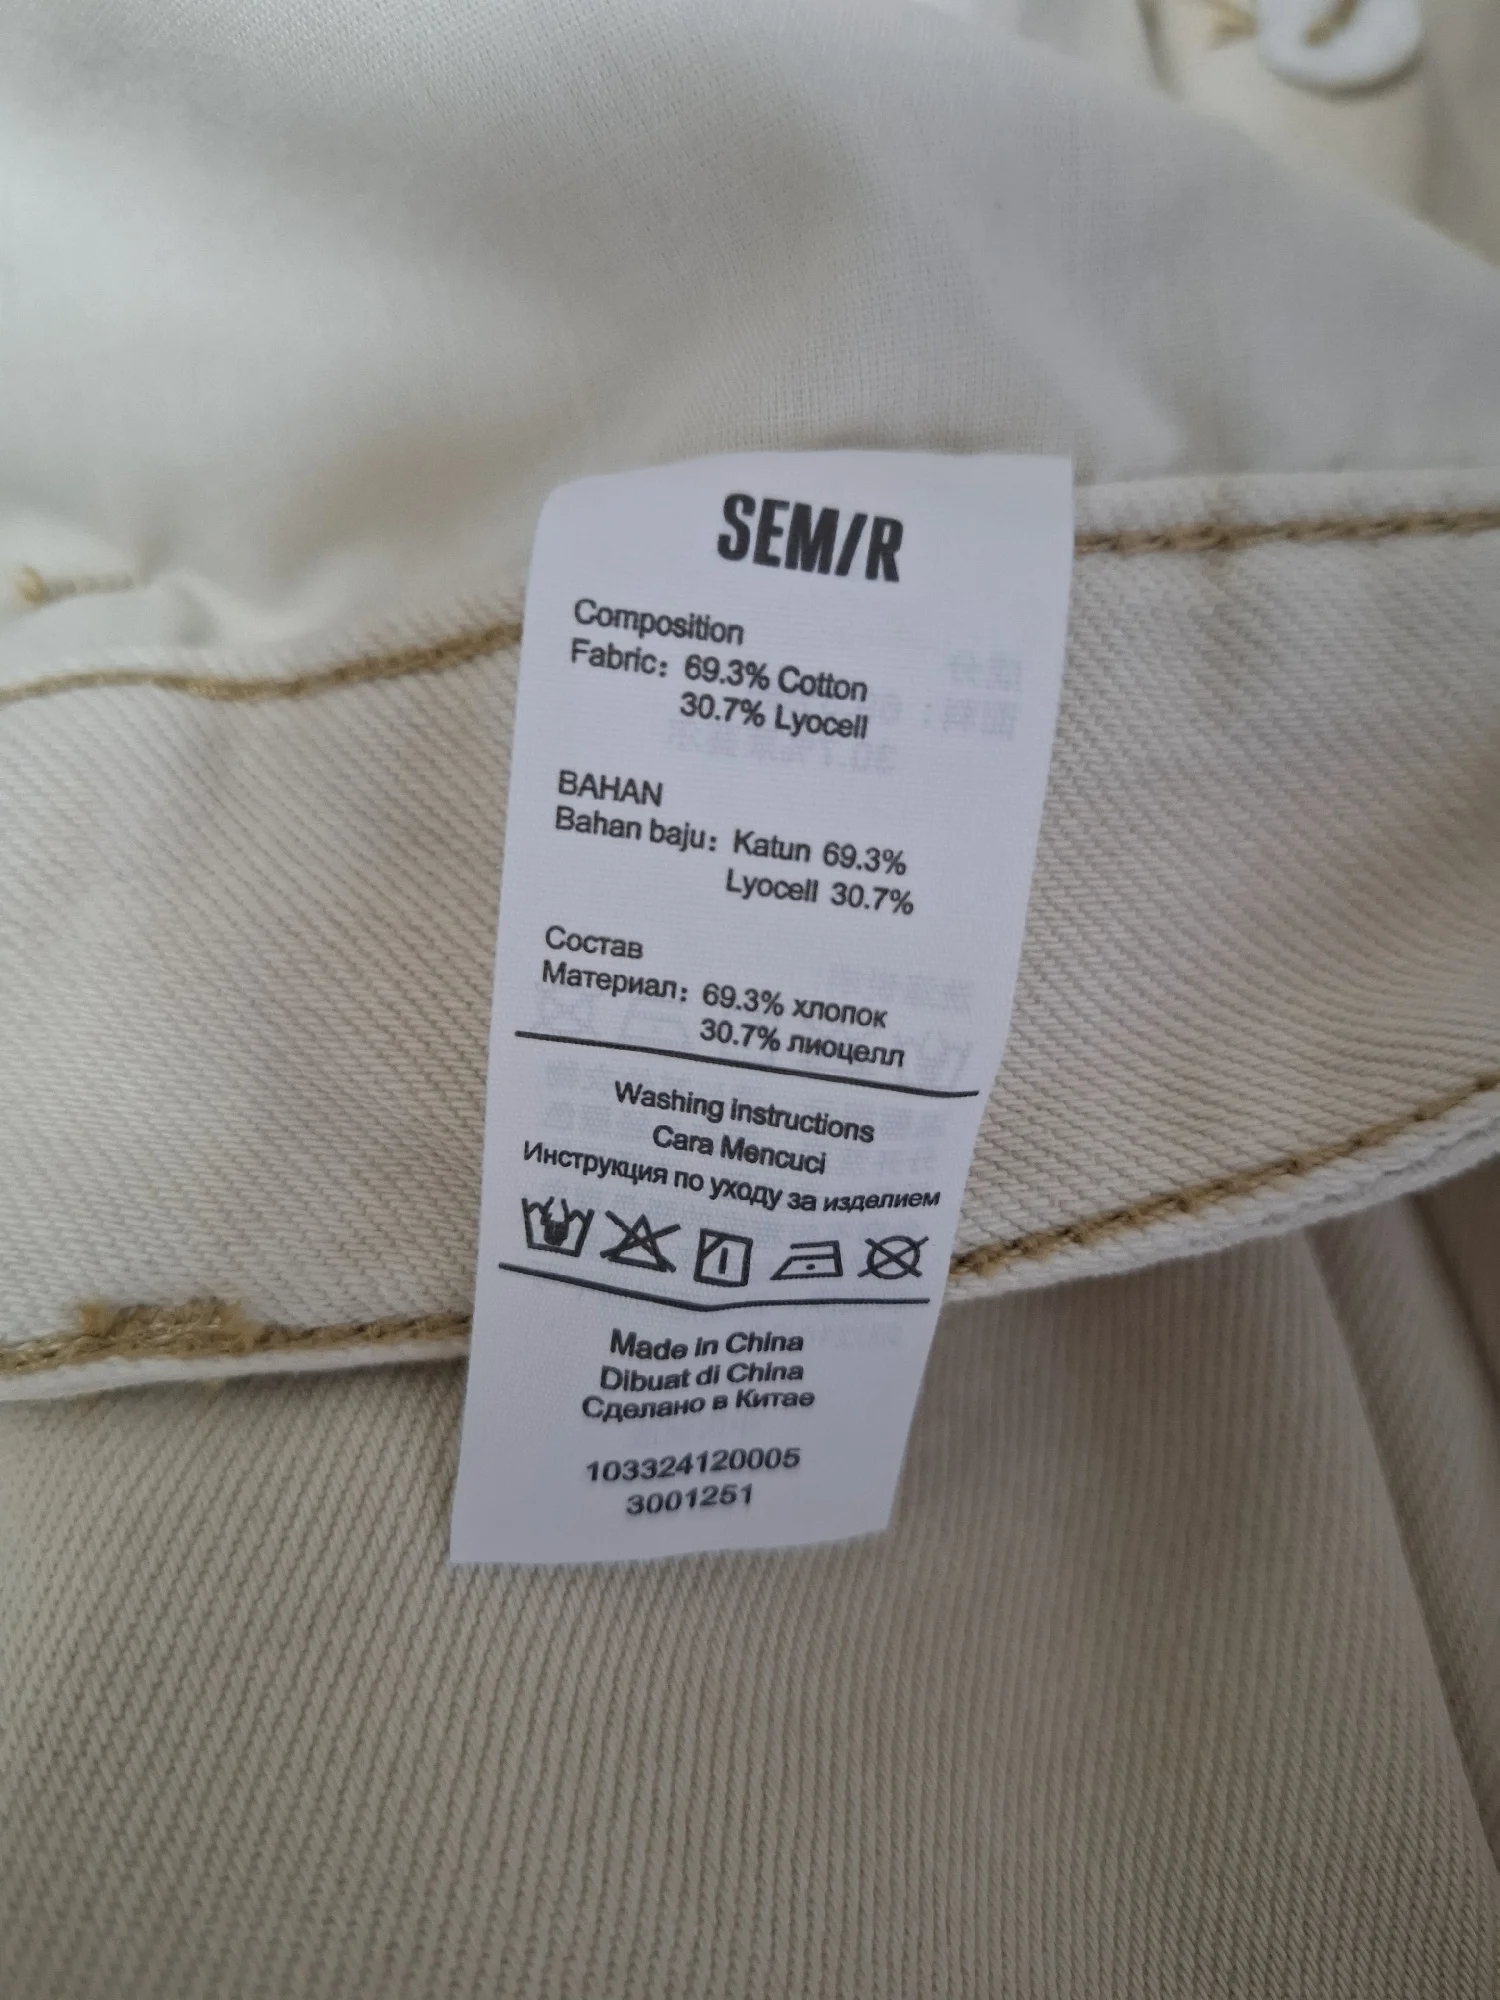 SEM/R
Composition
Fabric: 69.3% Cotton
30.7% Lyocell
BAHAN
Bahan baju: Katun 69.3%
Lyocell 30.7%
Состав
Материал: 69.3% хлопок
30.7% лиоцелл
Washing instructions
Cara Mencuci
Инструкция по уходу за изделием
Made in China
Dibuat di China
Сделано в Китае
103324120005
3001251